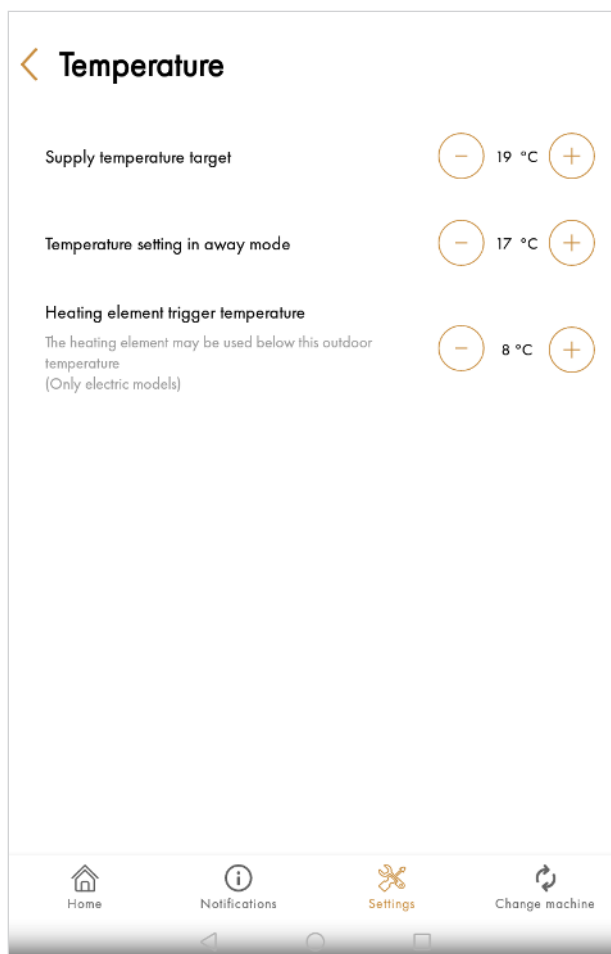 Temperature
Supply temperature target
19 °C
Temperature setting in away mode
17 °C
Heating element trigger temperature
The heating element may be used below this outdoor
temperature
(Only electric models)
8 °C
Home
Notifications
Settings
Change machine